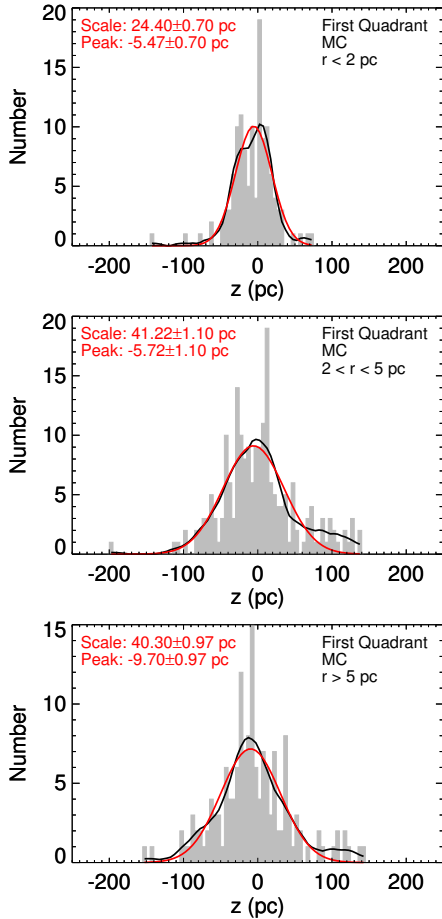 Scale: 24.40±0.70 pc
Peak: -5.47±0.70 pc
First Quadrant
MC
r < 2 pc
Number
20
15
10
5
0
-200 -100 0 100 200
z (pc)
Scale: 41.22±1.10 pc
Peak: -5.72±1.10 pc
First Quadrant
MC
2 < r < 5 pc
Number
20
15
10
5
0
-200 -100 0 100 200
z (pc)
Scale: 40.30±0.97 pc
Peak: -9.70±0.97 pc
First Quadrant
MC
r > 5 pc
Number
15
10
5
0
-200 -100 0 100 200
z (pc)